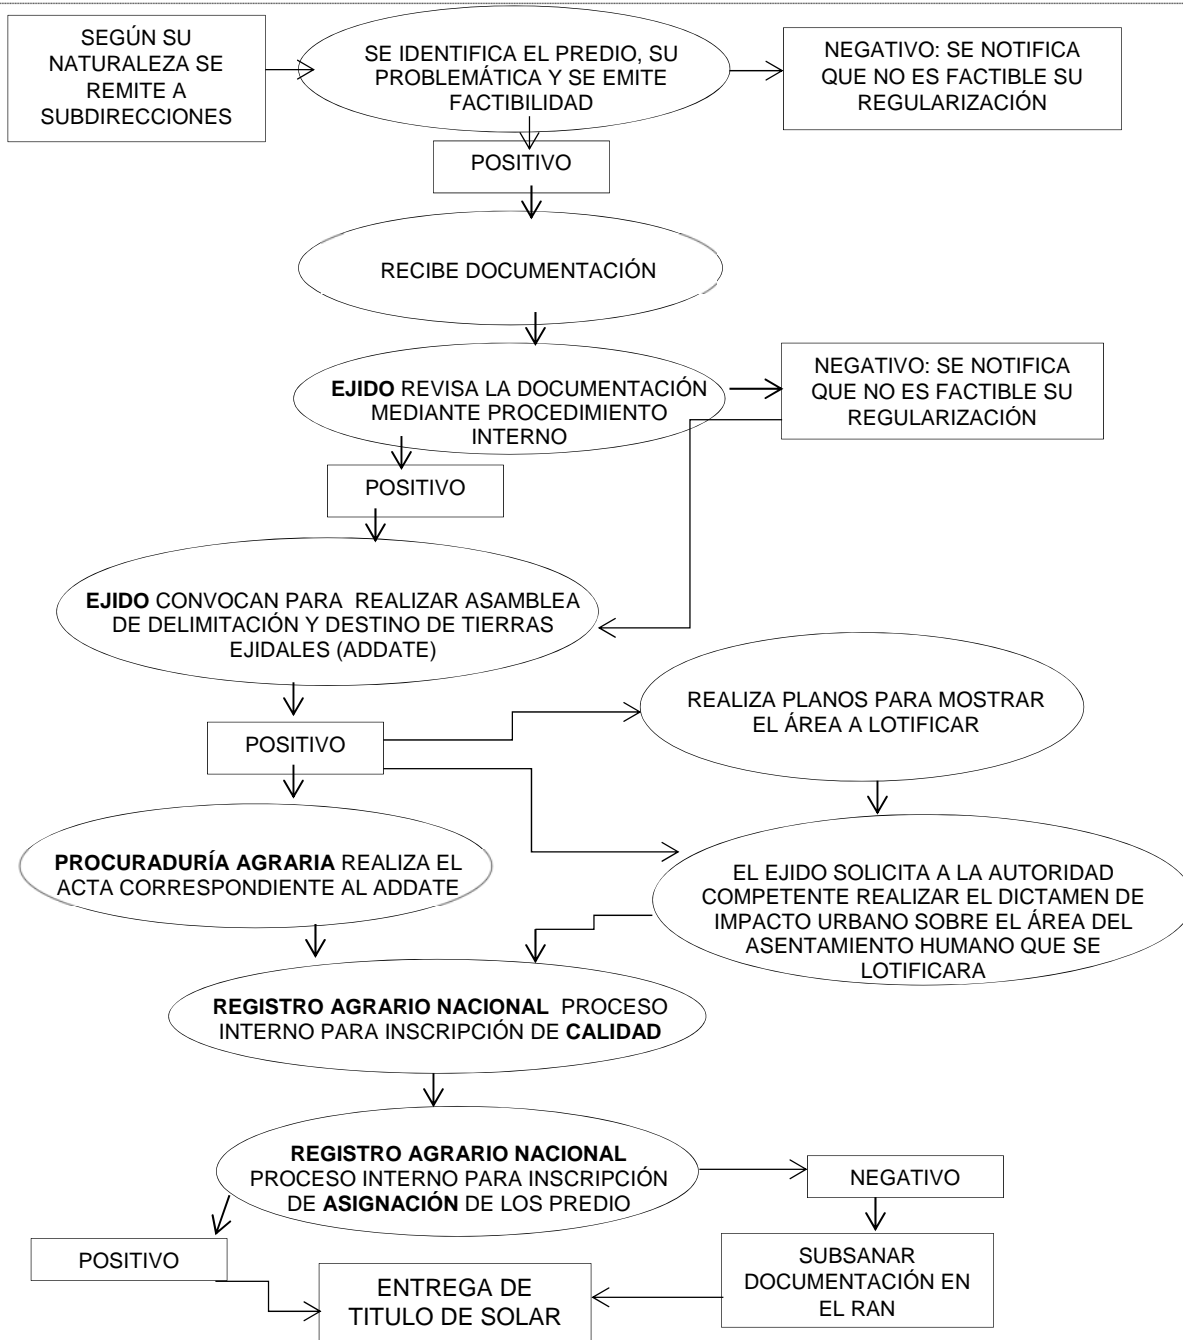 SEGÚN SU
NATURALEZA SE
REMITE A
SUBDIRECCIONES
SE IDENTIFICA EL PREDIO, SU
PROBLEMÁTICA Y SE EMITE
FACTIBILIDAD
NEGATIVO: SE NOTIFICA
QUE NO ES FACTIBLE SU
REGULARIZACIÓN
POSITIVO
RECIBE DOCUMENTACIÓN
EJIDO REVISA LA DOCUMENTACIÓN
MEDIANTE PROCEDIMIENTO
INTERNO
NEGATIVO: SE NOTIFICA
QUE NO ES FACTIBLE SU
REGULARIZACIÓN
POSITIVO
EJIDO CONVOCAN PARA REALIZAR ASAMBLEA
DE DELIMITACIÓN Y DESTINO DE TIERRAS
EJIDALES (ADDATE)
REALIZA PLANOS PARA MOSTRAR
EL ÁREA A LOTIFICAR
POSITIVO
PROCURADURÍA AGRARIA REALIZA EL
ACTA CORRESPONDIENTE AL ADDATE
EL EJIDO SOLICITA A LA AUTORIDAD
COMPETENTE REALIZAR EL DICTAMEN DE
IMPACTO URBANO SOBRE EL ÁREA DEL
ASENTAMIENTO HUMANO QUE SE
LOTIFICARA
REGISTRO AGRARIO NACIONAL PROCESO
INTERNO PARA INSCRIPCIÓN DE CALIDAD
REGISTRO AGRARIO NACIONAL
PROCESO INTERNO PARA INSCRIPCIÓN
DE ASIGNACIÓN DE LOS PREDIO
NEGATIVO
POSITIVO
SUBSANAR
DOCUMENTACIÓN EN
EL RAN
ENTREGA DE
TITULO DE SOLAR